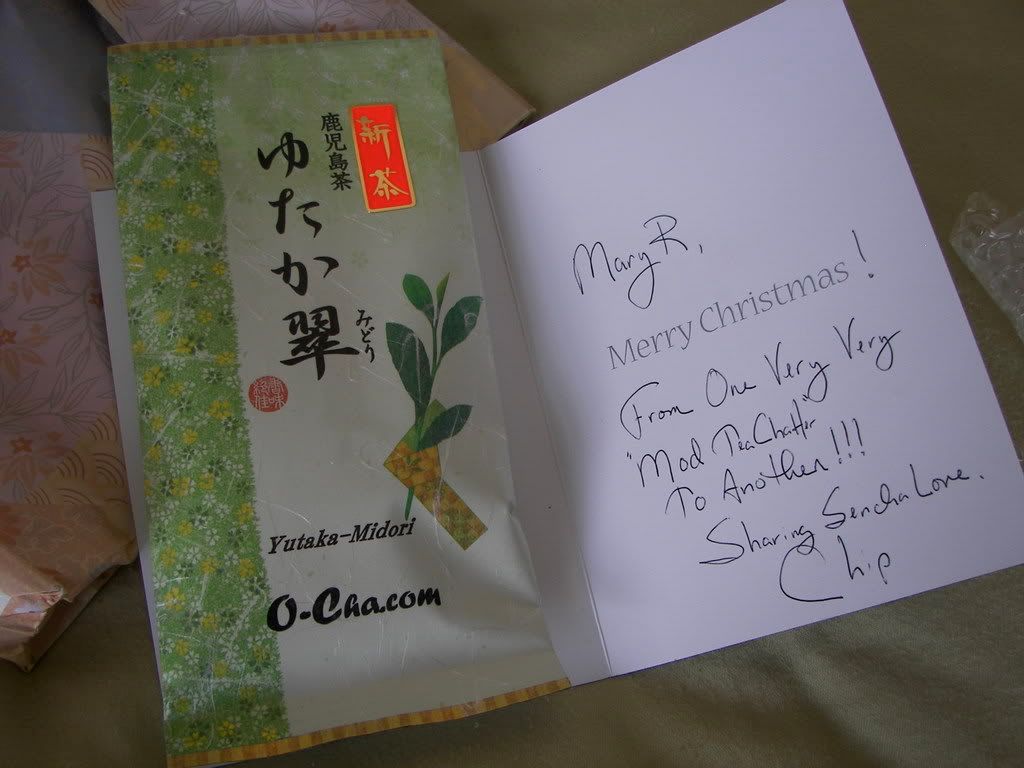 新茶
鹿児島茶
ゆたか翠
みどり
Yutaka-Midori
O-Cha.com
Mary R,
Merry Christmas!
From One Very Very
"Mod TeaChatter"
To Another!!!
Sharing Sencha Love.
Chip